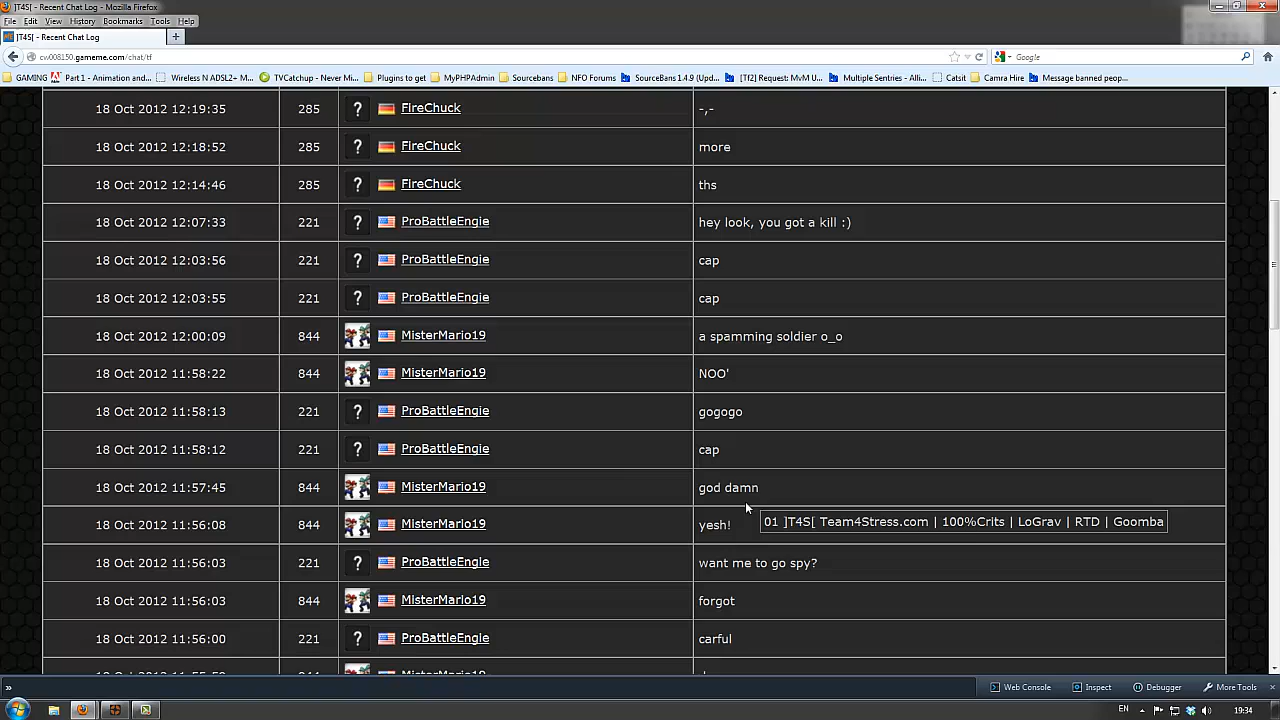 ]T4S[ - Recent Chat Log - Mozilla Firefox
File Edit View History Bookmarks Tools Help
]T4S[ - Recent Chat Log
cw008150.gameme.com/chat/tf Google
GAMING Part 1 - Animation and... Wireless N ADSL2+ M... TVCatchup - Never Mi... Plugins to get MyPHPAdmin Sourcebans NFO Forums SourceBans 1.4.9 (Upd... [Tf2] Request: MvM U... Multiple Sentries - Alli... Catsit Camra Hire Message banned peop...
18 Oct 2012 12:19:35 285 FireChuck -,-
18 Oct 2012 12:18:52 285 FireChuck more
18 Oct 2012 12:14:46 285 FireChuck ths
18 Oct 2012 12:07:33 221 ProBattleEngie hey look, you got a kill :)
18 Oct 2012 12:03:56 221 ProBattleEngie cap
18 Oct 2012 12:03:55 221 ProBattleEngie cap
18 Oct 2012 12:00:09 844 MisterMario19 a spamming soldier o_o
18 Oct 2012 11:58:22 844 MisterMario19 NOO'
18 Oct 2012 11:58:13 221 ProBattleEngie gogogo
18 Oct 2012 11:58:12 221 ProBattleEngie cap
18 Oct 2012 11:57:45 844 MisterMario19 god damn
18 Oct 2012 11:56:08 844 MisterMario19 yesh!
01 ]T4S[ Team4Stress.com | 100%Crits | LoGrav | RTD | Goomba
18 Oct 2012 11:56:03 221 ProBattleEngie want me to go spy?
18 Oct 2012 11:56:03 844 MisterMario19 forgot
18 Oct 2012 11:56:00 221 ProBattleEngie carful
» Web Console Inspect Debugger More Tools
EN 19:34